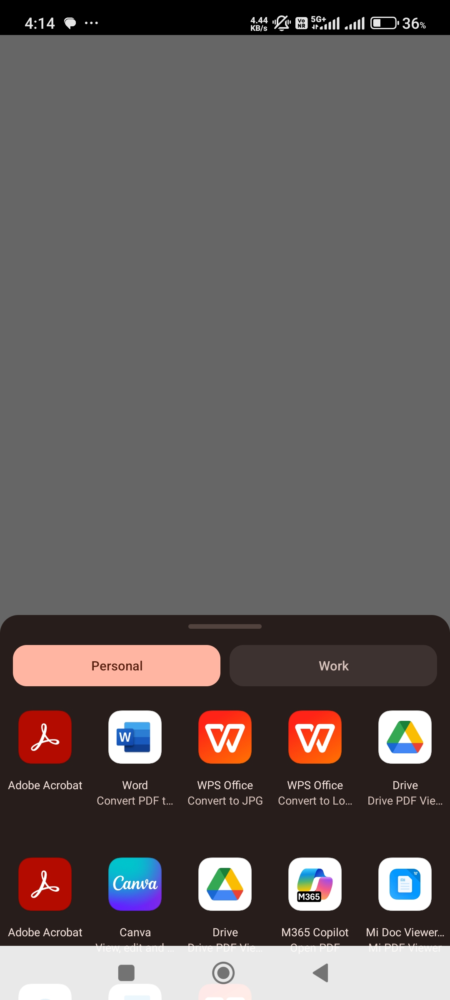 4:14
4.44 KB/s
Vo NR
5G+
36%
Personal
Work
W
Adobe Acrobat
Word
Convert PDF t...
WPS Office
Convert to JPG
WPS Office
Convert to Lo...
Drive
Drive PDF Vie...
Canva
M365
mi
W
Adobe Acrobat
Canva
View, edit and ...
Drive
Drive PDF Vie...
M365 Copilot
Open PDF
Mi Doc Viewer...
Mi PDF Viewer